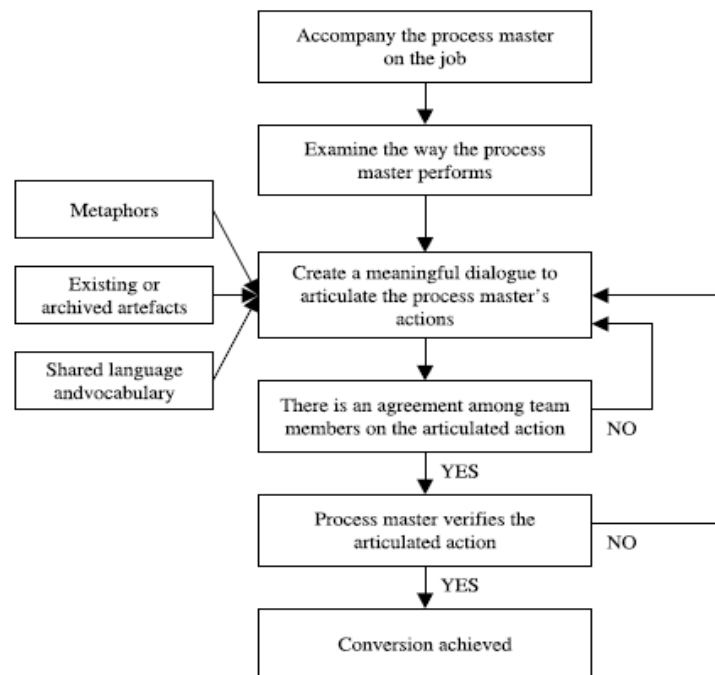 Accompany the process master
on the job
Examine the way the process
master performs
Metaphors
Existing or
archived artefacts
Shared language
andvocabulary
Create a meaningful dialogue to
articulate the process master's
actions
There is an agreement among team
members on the articulated action
NO
YES
Process master verifies the
articulated action
NO
YES
Conversion achieved